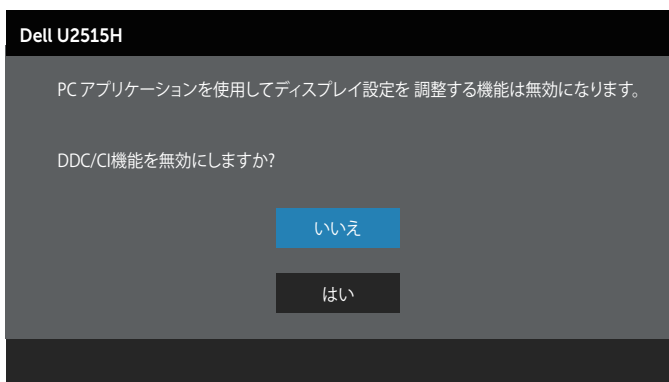 Dell U2515H
PC アプリケーションを使用してディスプレイ設定を 調整する機能は無効になります。
DDC/CI機能を無効にしますか?
いいえ
はい